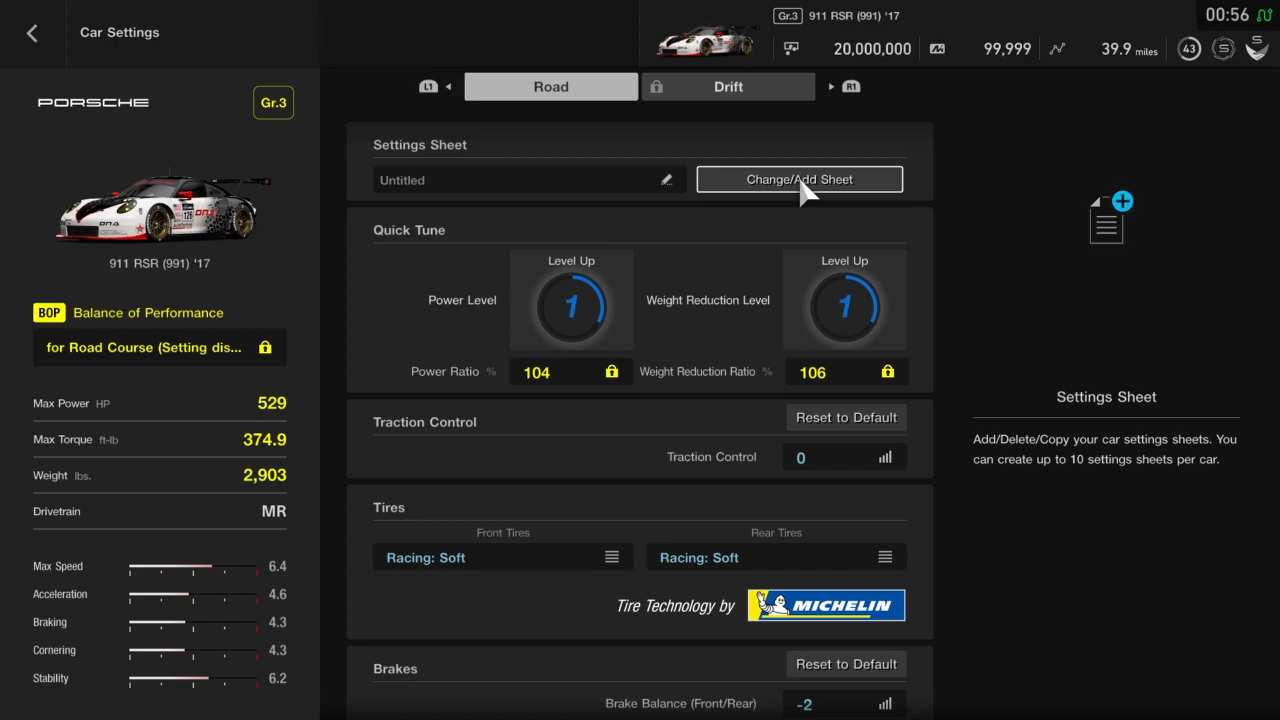 Car Settings
Gr.3 911 RSR (991) '17
00:56
20,000,000 99,999 39.9 miles 43 S S
PORSCHE Gr.3
911 RSR (991) '17
BOP Balance of Performance
for Road Course (Setting dis...
Max Power HP 529
Max Torque ft-lb 374.9
Weight lbs. 2,903
Drivetrain MR
Max Speed 6.4
Acceleration 4.6
Braking 4.3
Cornering 4.3
Stability 6.2
L1 Road Drift R1
Settings Sheet
Untitled Change/Add Sheet
Quick Tune
Level Up Level Up
Power Level 1 Weight Reduction Level 1
Power Ratio % 104 Weight Reduction Ratio % 106
Traction Control Reset to Default
Traction Control 0
Tires
Front Tires Rear Tires
Racing: Soft Racing: Soft
Tire Technology by MICHELIN
Brakes Reset to Default
Brake Balance (Front/Rear) -2
Settings Sheet
Add/Delete/Copy your car settings sheets. You
can create up to 10 settings sheets per car.